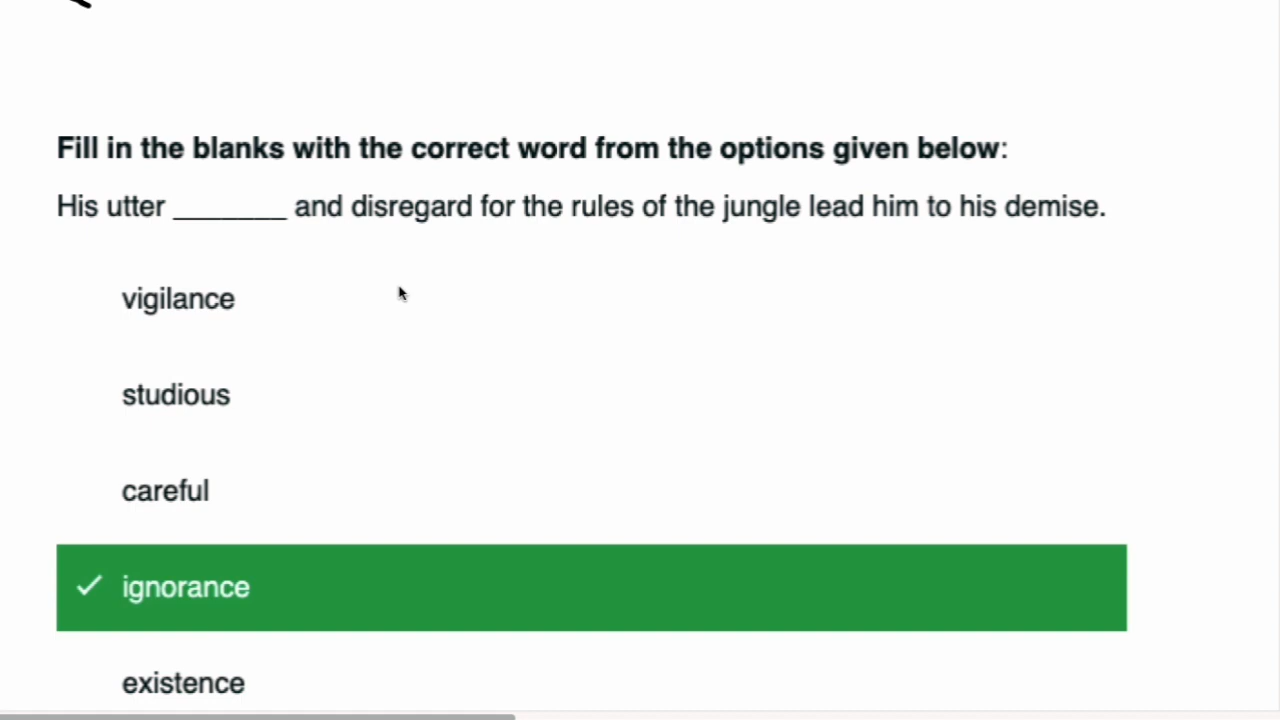 Fill in the blanks with the correct word from the options given below:
His utter _______ and disregard for the rules of the jungle lead him to his demise.
vigilance
studious
careful
✓ ignorance
existence